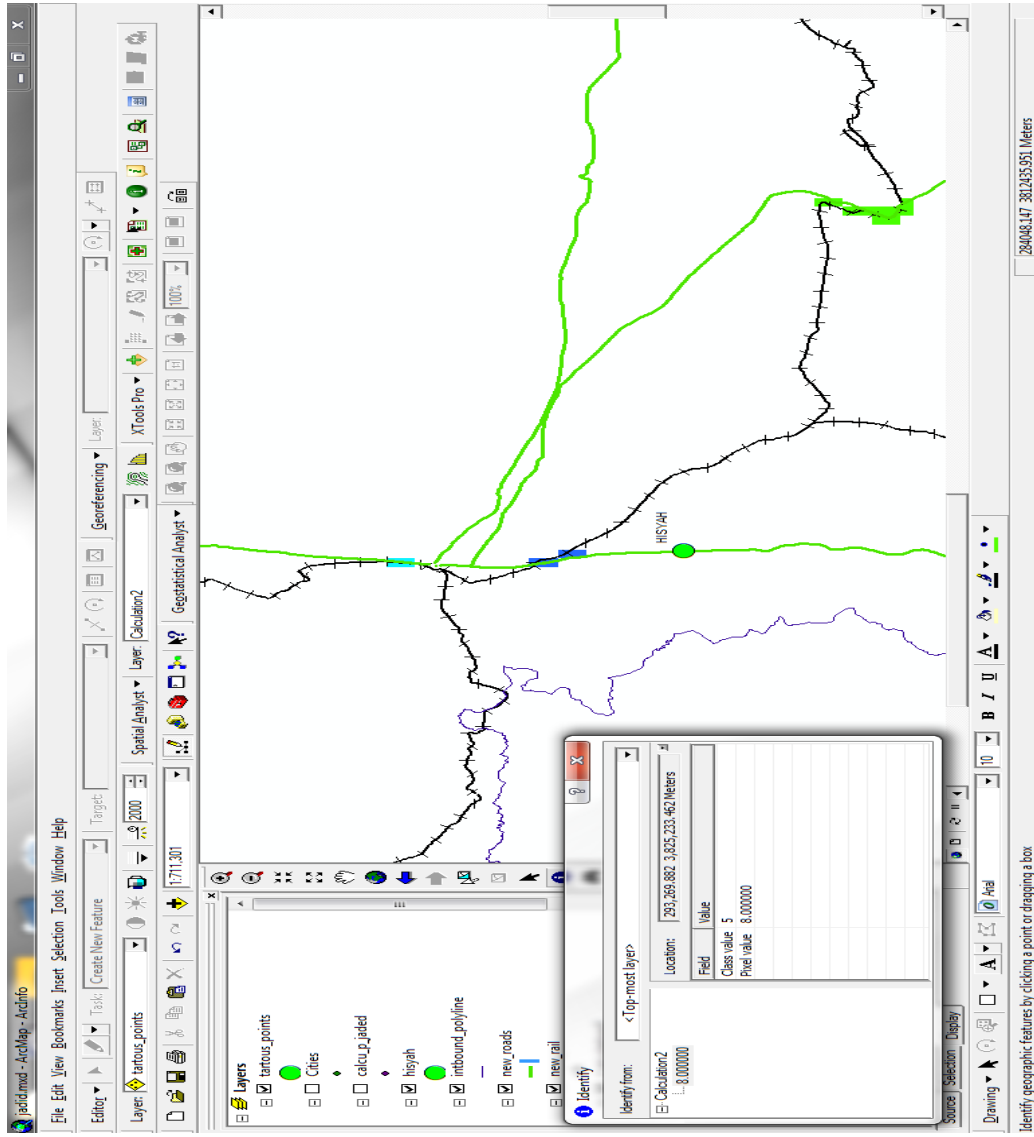 jadid.mxd - ArcMap - ArcInfo
File Edit View Bookmarks Insert Selection Tools Window Help
Editor Task: Create New Feature Target: Georeferencing Layer:
Layer: tartous_points 2000 Spatial Analyst Layer: Calculation2 XTools Pro
1:711,301 Geostatistical Analyst 100%
Layers
tartous_points
Cities
calcu_p_jaded
hisyah
intbound_polyline
new_roads
new_rail
HISYAH
Identify
Identify from: <Top-most layer>
Calculation2
8.000000
Location: 293,269.882 3,825,233.462 Meters
Field Value
Class value 5
Pixel value 8.000000
Source Selection Display
Drawing A Arial 10 B I U A
Identify geographic features by clicking a point or dragging a box 284048.147 3812435.951 Meters